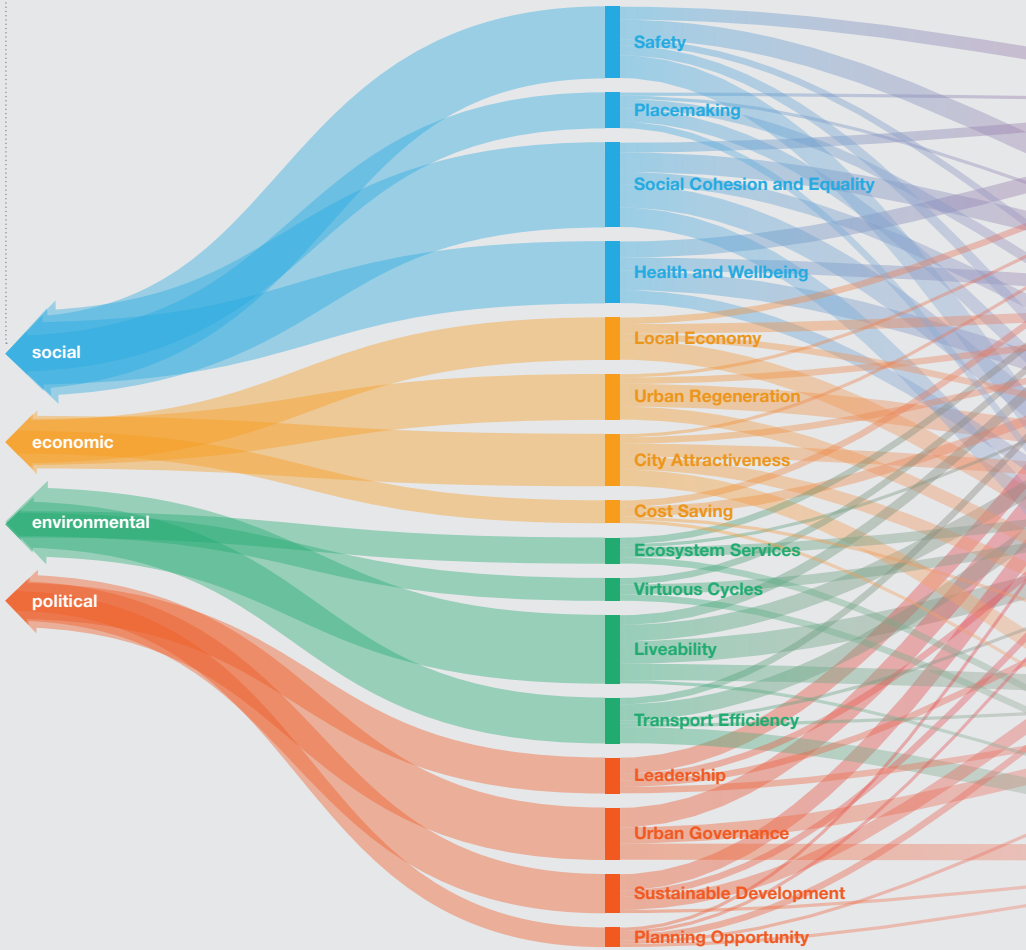 social
economic
environmental
political
Safety
Placemaking
Social Cohesion and Equality
Health and Wellbeing
Local Economy
Urban Regeneration
City Attractiveness
Cost Saving
Ecosystem Services
Virtuous Cycles
Liveability
Transport Efficiency
Leadership
Urban Governance
Sustainable Development
Planning Opportunity